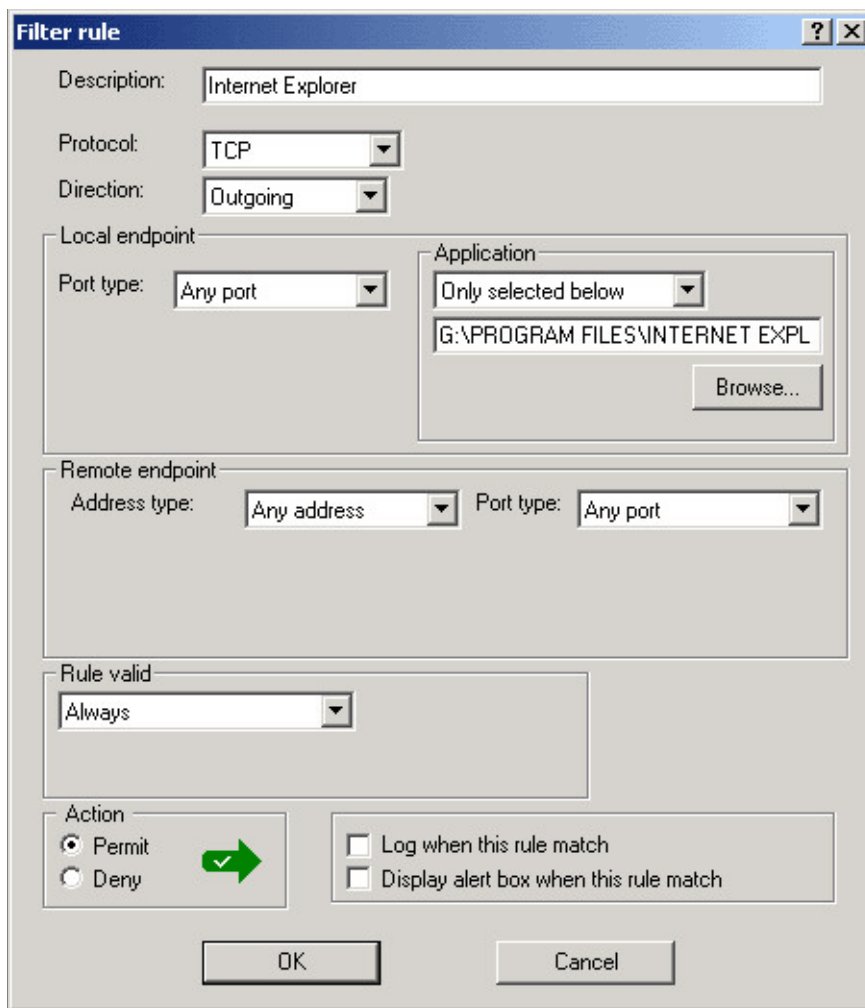 Filter rule
Description: Internet Explorer
Protocol: TCP
Direction: Outgoing
Local endpoint
Port type: Any port
Application
Only selected below
G:\PROGRAM FILES\INTERNET EXPL
Browse...
Remote endpoint
Address type: Any address Port type: Any port
Rule valid
Always
Action
Permit
Deny
Log when this rule match
Display alert box when this rule match
OK Cancel